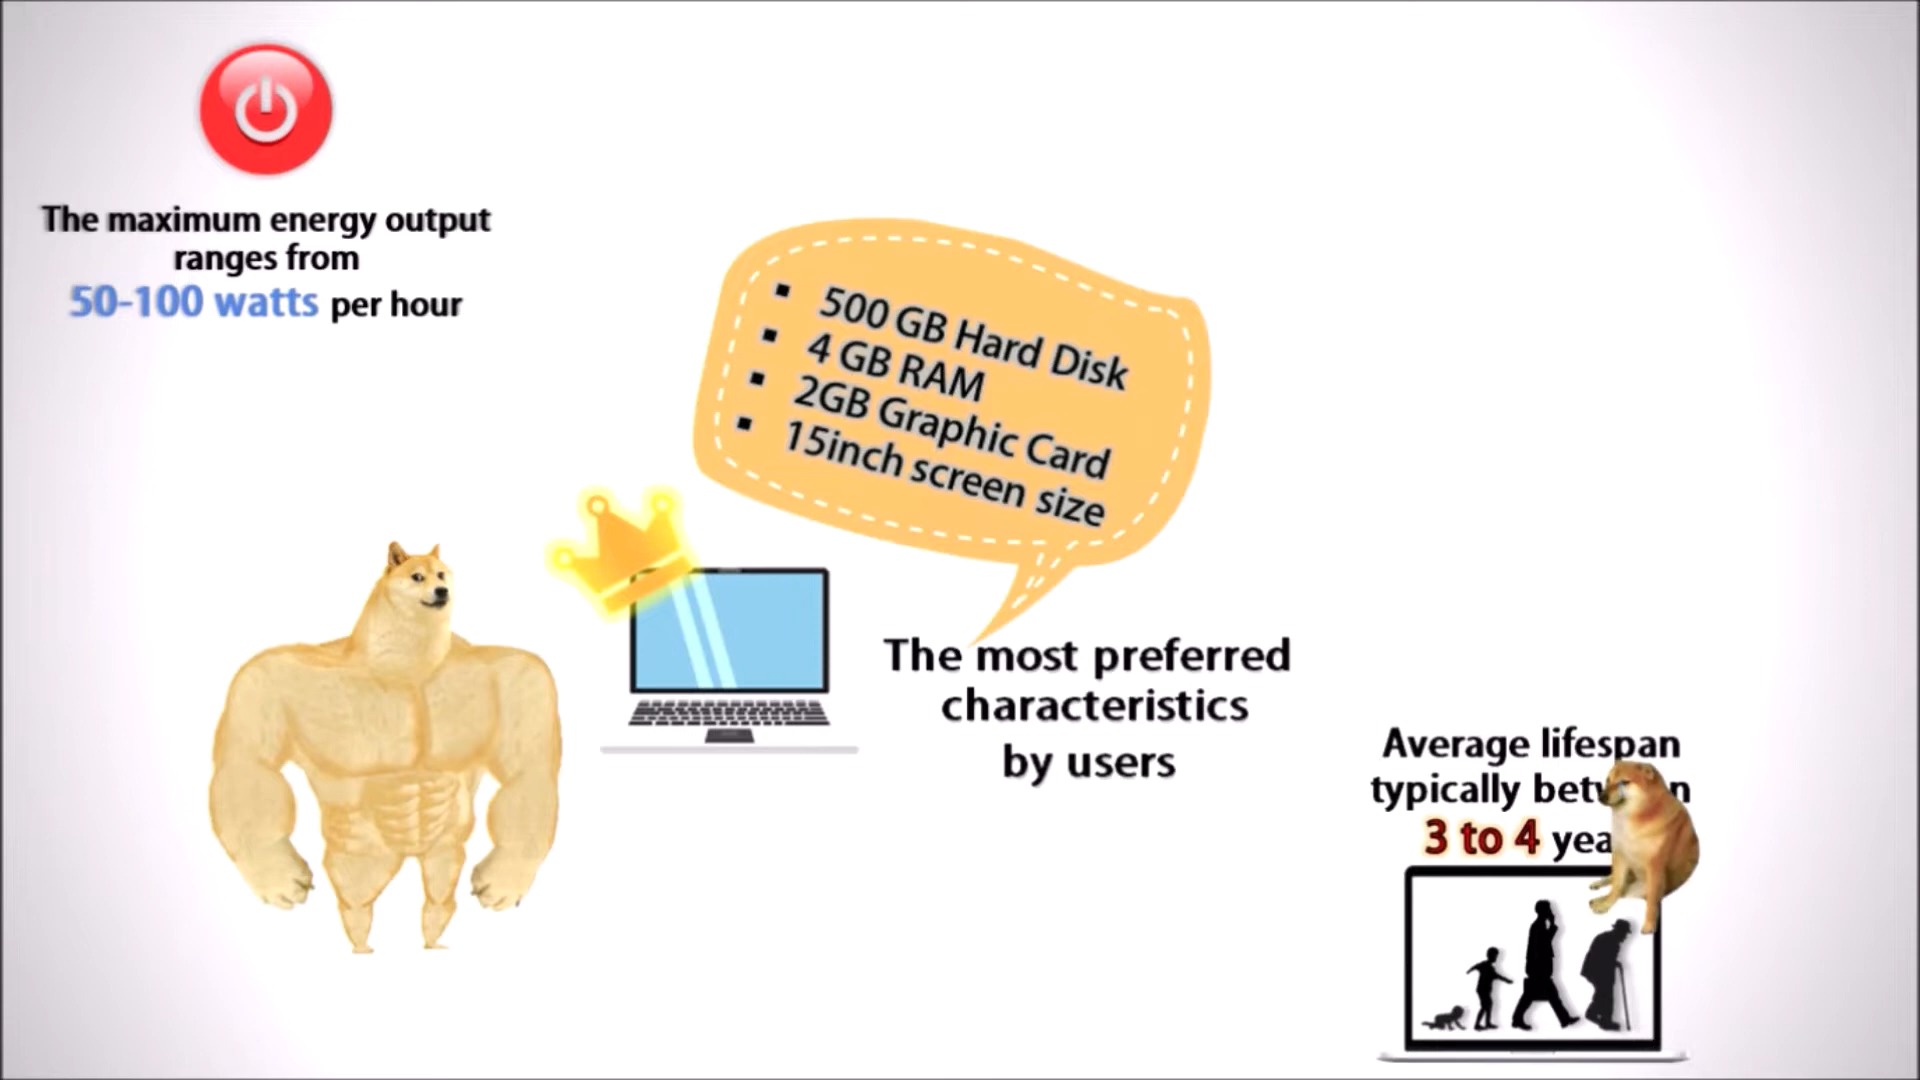 The maximum energy output
ranges from
50-100 watts per hour
▪ 500 GB Hard Disk
▪ 4 GB RAM
▪ 2GB Graphic Card
▪ 15inch screen size
The most preferred
characteristics
by users
Average lifespan
typically
3 to 4